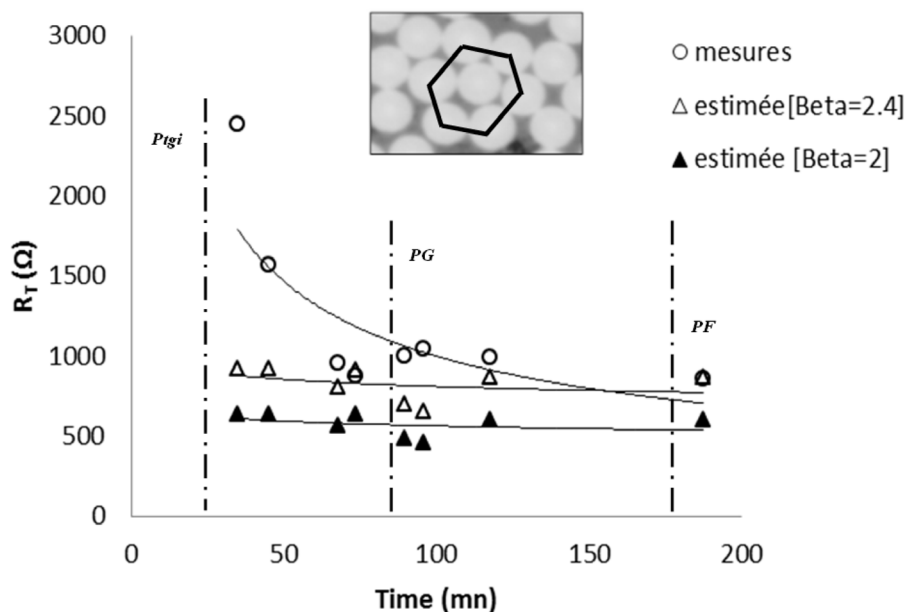 3000
2500
2000
1500
1000
500
0
R_T (Ω)
0 50 100 150 200
Time (mn)
Ptgi
PG
PF
mesures
estimée[Beta=2.4]
estimée [Beta=2]